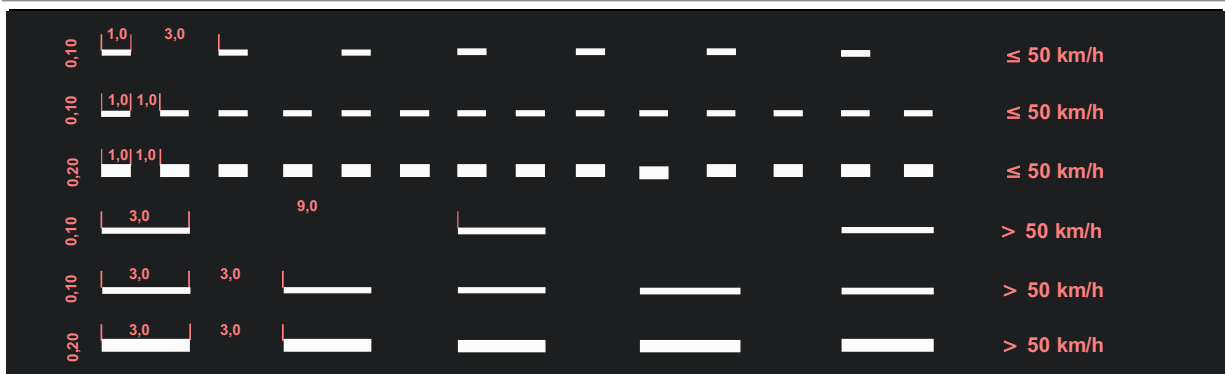 0,10 1,0 3,0 ≤ 50 km/h
0,10 1,0 1,0 ≤ 50 km/h
0,20 1,0 1,0 ≤ 50 km/h
0,10 3,0 9,0 > 50 km/h
0,10 3,0 3,0 > 50 km/h
0,20 3,0 3,0 > 50 km/h